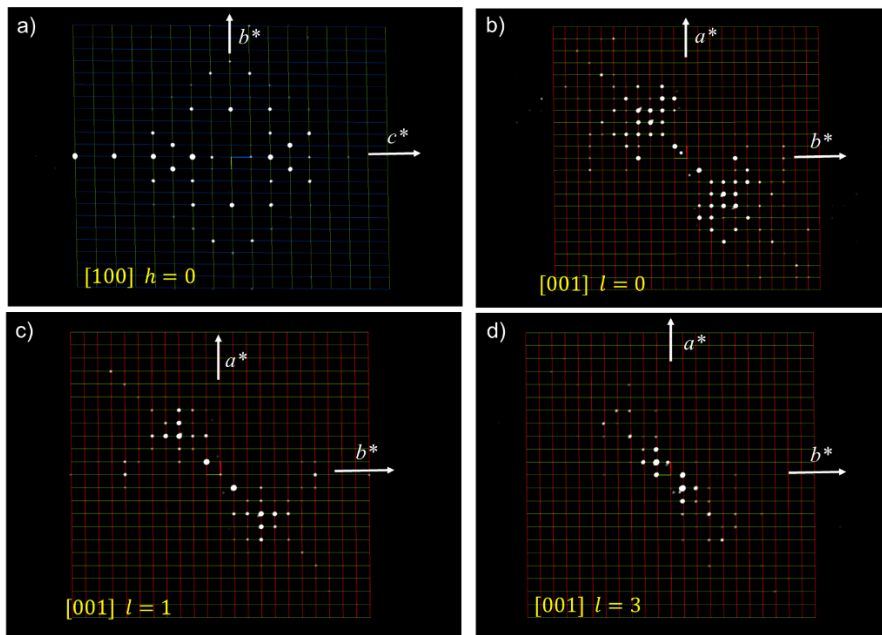 a)
b*
c*
[100] h = 0
b)
a*
b*
[001] l = 0
c)
a*
b*
[001] l = 1
d)
a*
b*
[001] l = 3